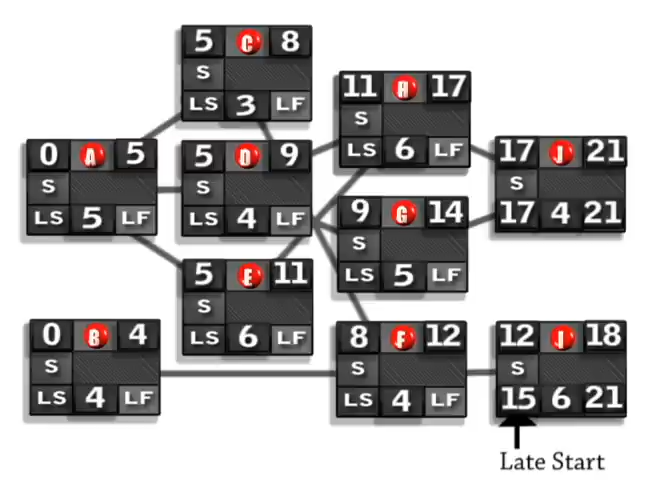 5 C 8
S
LS 3 LF
0 A 5
S
LS 5 LF
5 D 9
S
LS 4 LF
5 E 11
S
LS 6 LF
0 B 4
S
LS 4 LF
11 H 17
S
LS 6 LF
9 G 14
S
LS 5 LF
8 F 12
S
LS 4 LF
17 J 21
S
17 4 21
12 J 18
S
15 6 21
Late Start